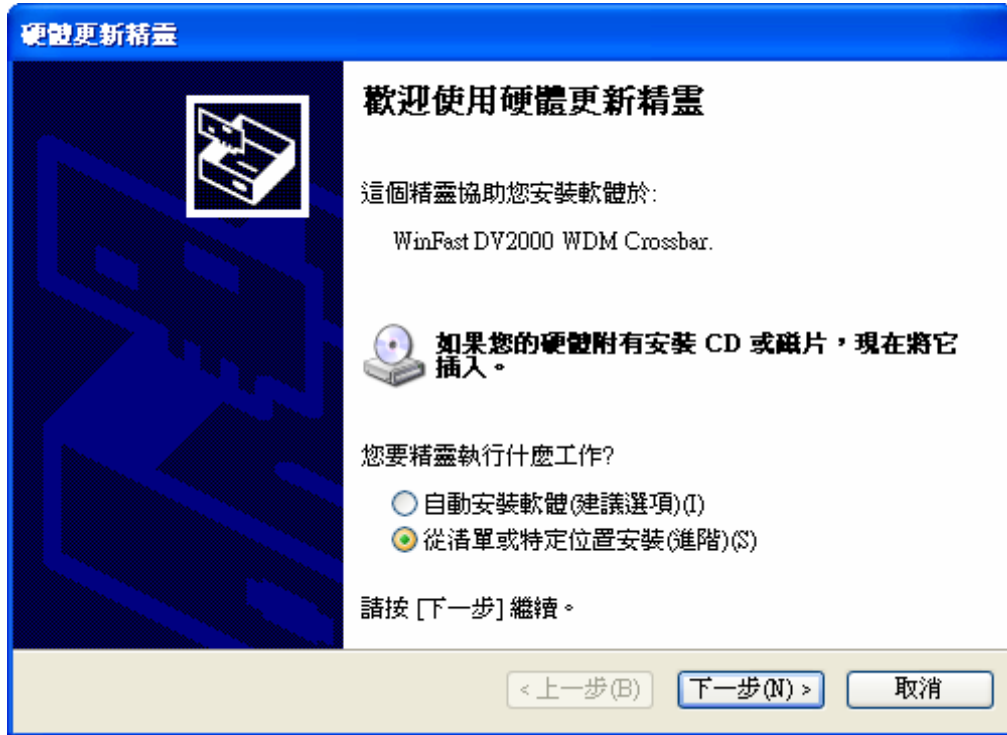 硬體更新精靈
歡迎使用硬體更新精靈
這個精靈協助您安裝軟體於:
WinFast DV2000 WDM Crossbar.
如果您的硬體附有安裝 CD 或磁片，現在將它
插入。
您要精靈執行什麼工作?
自動安裝軟體(建議選項)(I)
從清單或特定位置安裝(進階)(S)
請按 [下一步] 繼續。
<上一步(B)
下一步(N) >
取消